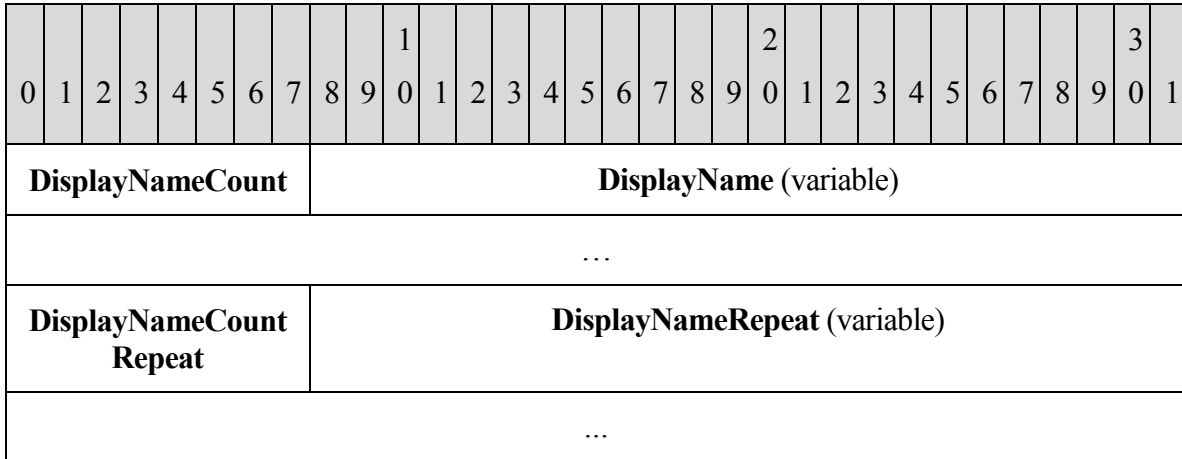 1 2 3
0 1 2 3 4 5 6 7 8 9 0 1 2 3 4 5 6 7 8 9 0 1 2 3 4 5 6 7 8 9 0 1
DisplayNameCount DisplayName (variable)
…
DisplayNameCount DisplayNameRepeat (variable)
Repeat
...